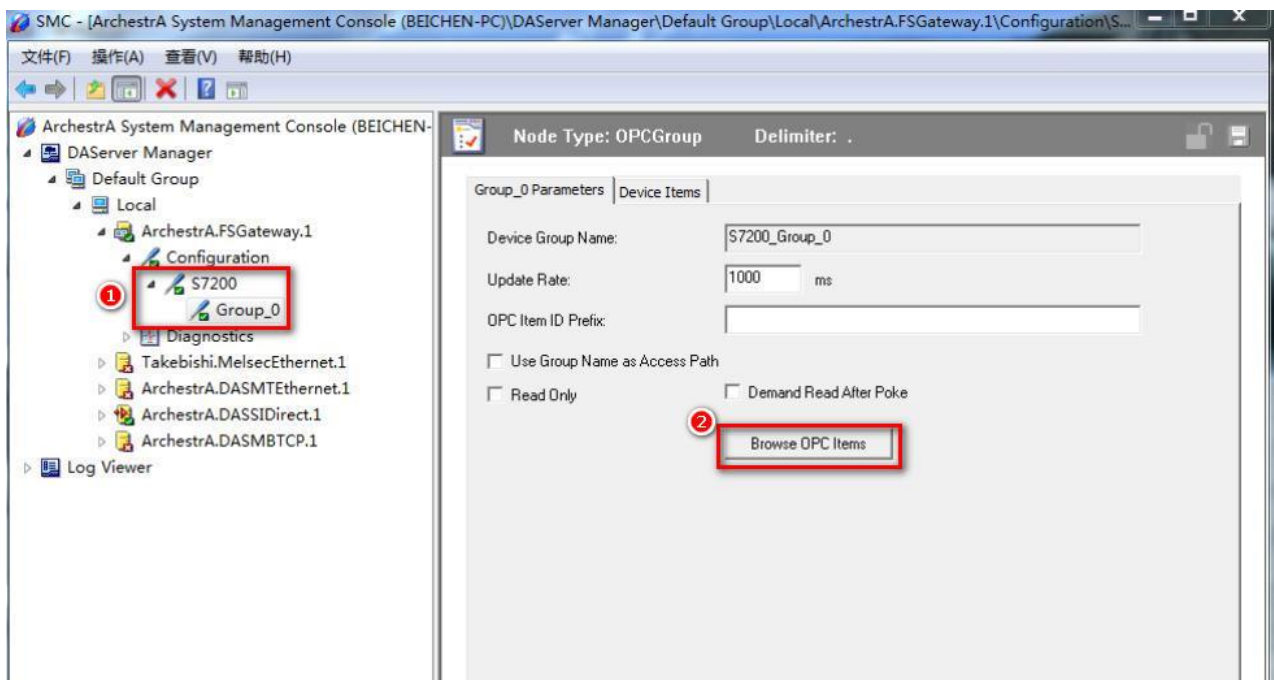 SMC - [ArchestrA System Management Console (BEICHEN-PC)\DAServer Manager\Default Group\Local\ArchestrA.FSGateway.1\Configuration\S...
文件(F) 操作(A) 查看(V) 帮助(H)
ArchestrA System Management Console (BEICHEN-
DAServer Manager
Default Group
Local
ArchestrA.FSGateway.1
Configuration
1
S7200
Group_0
Diagnostics
Takebishi.MelsecEthernet.1
ArchestrA.DASMTEthernet.1
ArchestrA.DASSIDirect.1
ArchestrA.DASMBTCP.1
Log Viewer
Node Type: OPCGroup Delimiter: .
Group_0 Parameters Device Items
Device Group Name: S7200_Group_0
Update Rate: 1000 ms
OPC Item ID Prefix:
Use Group Name as Access Path
Read Only Demand Read After Poke
2
Browse OPC Items